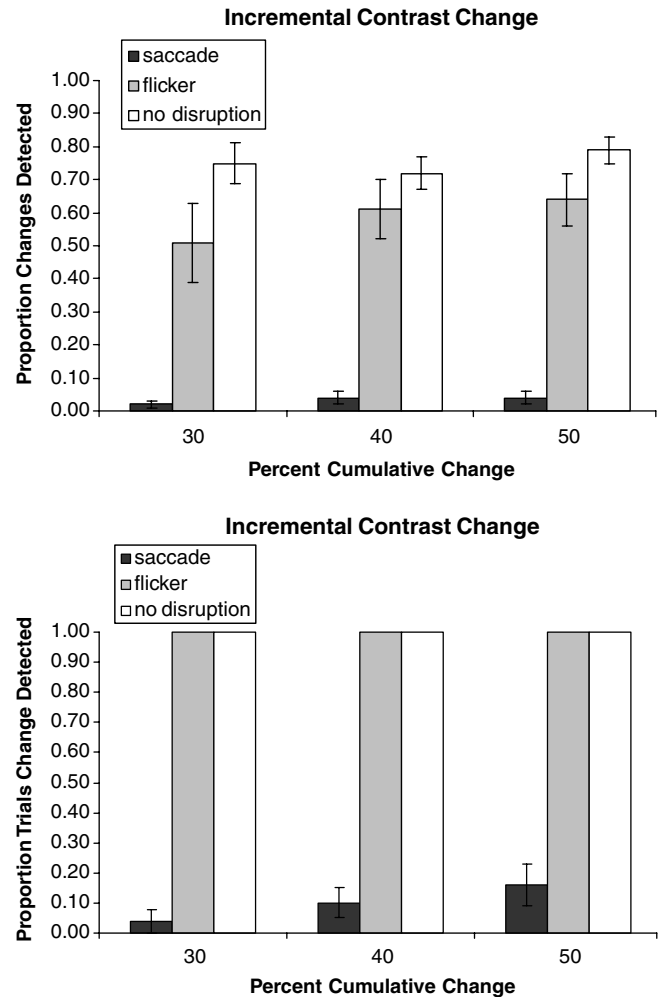 Incremental Contrast Change
saccade
flicker
no disruption
Proportion Changes Detected
1.00
0.90
0.80
0.70
0.60
0.50
0.40
0.30
0.20
0.10
0.00
30 40 50
Percent Cumulative Change
Incremental Contrast Change
saccade
flicker
no disruption
Proportion Trials Change Detected
1.00
0.90
0.80
0.70
0.60
0.50
0.40
0.30
0.20
0.10
0.00
30 40 50
Percent Cumulative Change